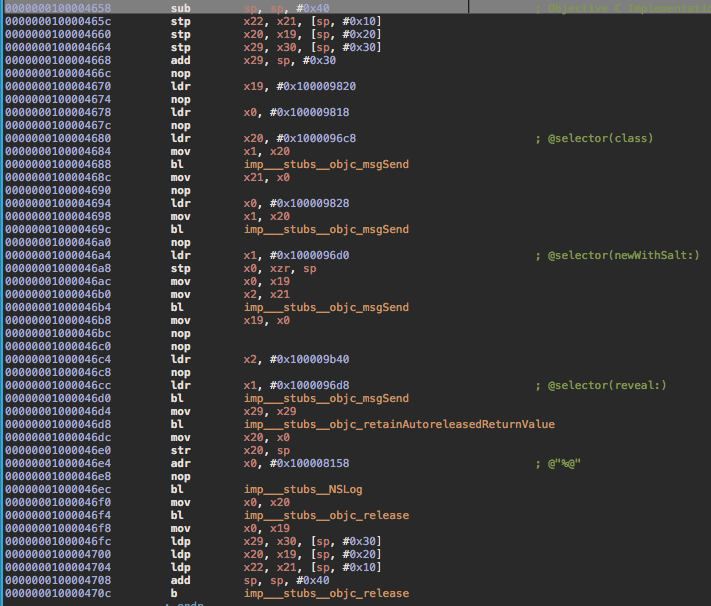 0000000100004658 sub sp, sp, #0x40 ; Objective C Implementatio
000000010000465c stp x22, x21, [sp, #0x10]
0000000100004660 stp x20, x19, [sp, #0x20]
0000000100004664 stp x29, x30, [sp, #0x30]
0000000100004668 add x29, sp, #0x30
000000010000466c nop
0000000100004670 ldr x19, #0x100009820
0000000100004674 nop
0000000100004678 ldr x0, #0x100009818
000000010000467c nop
0000000100004680 ldr x20, #0x1000096c8 ; @selector(class)
0000000100004684 mov x1, x20
0000000100004688 bl imp___stubs__objc_msgSend
000000010000468c mov x21, x0
0000000100004690 nop
0000000100004694 ldr x0, #0x100009828
0000000100004698 mov x1, x20
000000010000469c bl imp___stubs__objc_msgSend
00000001000046a0 nop
00000001000046a4 ldr x1, #0x1000096d0 ; @selector(newWithSalt:)
00000001000046a8 stp x0, xzr, sp
00000001000046ac mov x0, x19
00000001000046b0 mov x2, x21
00000001000046b4 bl imp___stubs__objc_msgSend
00000001000046b8 mov x19, x0
00000001000046bc nop
00000001000046c0 nop
00000001000046c4 ldr x2, #0x100009b40
00000001000046c8 nop
00000001000046cc ldr x1, #0x1000096d8 ; @selector(reveal:)
00000001000046d0 bl imp___stubs__objc_msgSend
00000001000046d4 mov x29, x29
00000001000046d8 bl imp___stubs__objc_retainAutoreleasedReturnValue
00000001000046dc mov x20, x0
00000001000046e0 str x20, sp
00000001000046e4 adr x0, #0x100008158 ; @"%@"
00000001000046e8 nop
00000001000046ec bl imp___stubs__NSLog
00000001000046f0 mov x0, x20
00000001000046f4 bl imp___stubs__objc_release
00000001000046f8 mov x0, x19
00000001000046fc ldp x29, x30, [sp, #0x30]
0000000100004700 ldp x20, x19, [sp, #0x20]
0000000100004704 ldp x22, x21, [sp, #0x10]
0000000100004708 add sp, sp, #0x40
000000010000470c b imp___stubs__objc_release
; endp